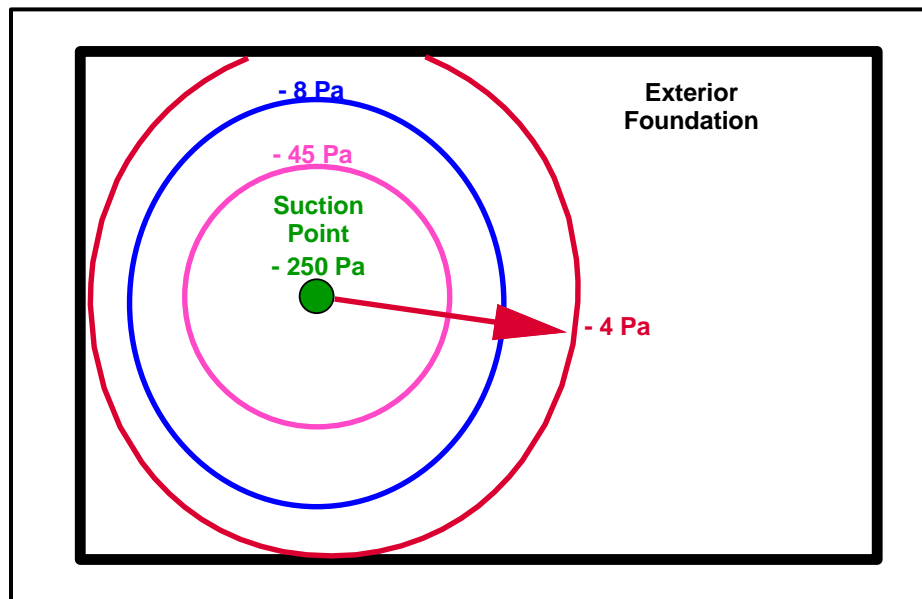 - 8 Pa
Exterior
Foundation
- 45 Pa
Suction
Point
- 250 Pa
- 4 Pa